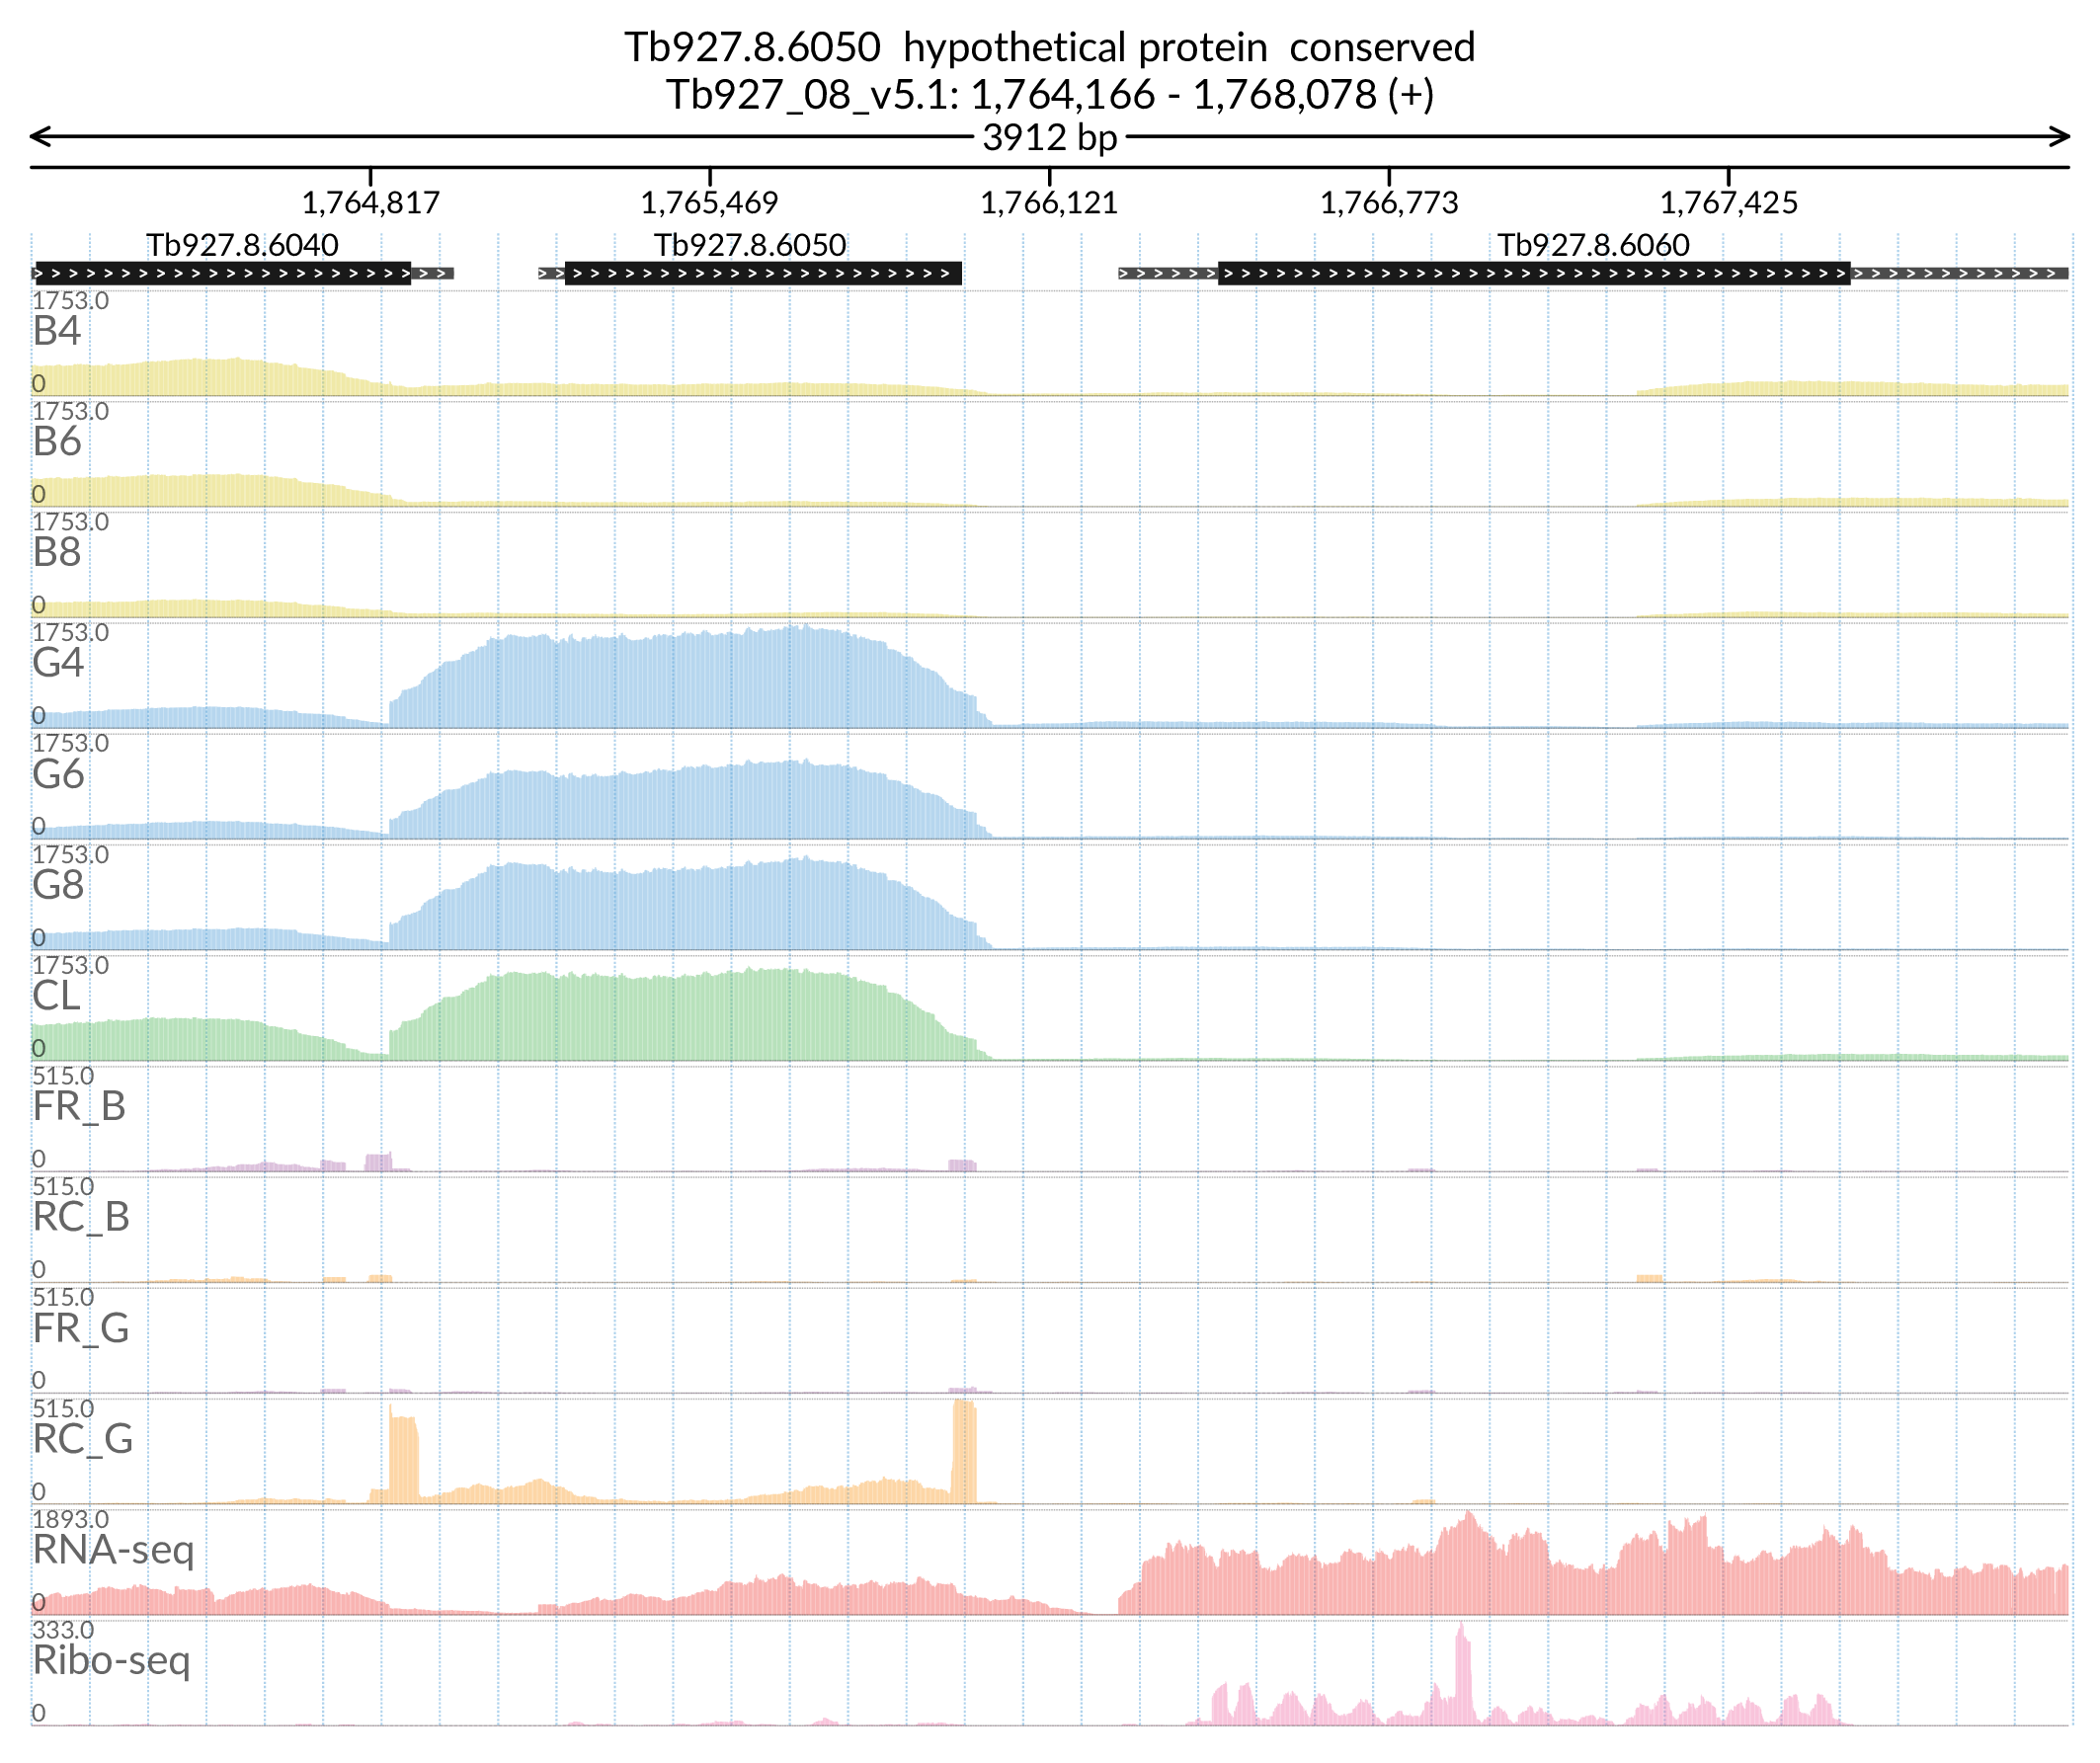 Tb927.8.6050  hypothetical protein  conserved
Tb927_08_v5.1: 1,764,166 - 1,768,078 (+)
3912 bp
1,764,817 1,765,469 1,766,121 1,766,773 1,767,425
Tb927.8.6040 Tb927.8.6050 Tb927.8.6060
1753.0
B4
0
1753.0
B6
0
1753.0
B8
0
1753.0
G4
0
1753.0
G6
0
1753.0
G8
0
1753.0
CL
0
515.0
FR_B
0
515.0
RC_B
0
515.0
FR_G
0
515.0
RC_G
0
1893.0
RNA-seq
0
333.0
Ribo-seq
0